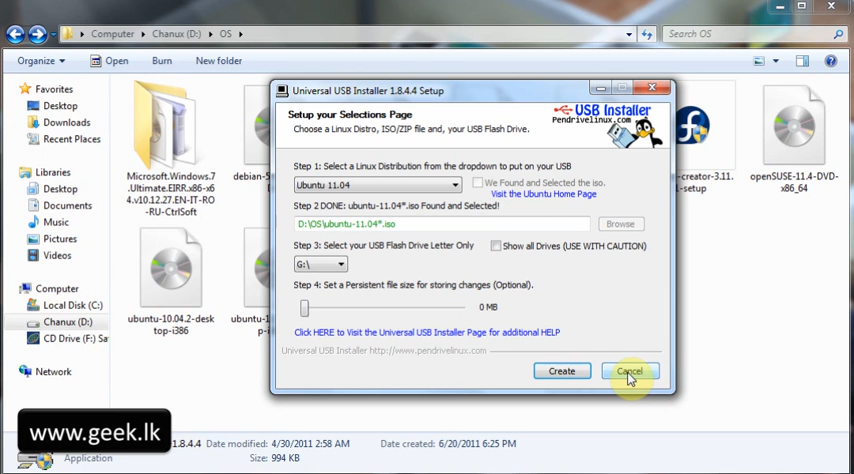 Computer ▸ Chanux (D:) ▸ OS ▸
Search OS
Organize
Open
Burn
New folder
Favorites
Desktop
Downloads
Recent Places
Libraries
Desktop
Documents
Music
Pictures
Videos
Computer
Local Disk (C:)
Chanux (D:)
CD Drive (F:) Sa
Network
Microsoft.Windows.7.Ultimate.EIRR.x86-x6
4.v10.12.27.EN-IT-RO-RU-CtrlSoft
debian-5
-creator-3.11.
1-setup
openSUSE-11.4-DVD-
x86_64
ubuntu-10.04.2-desk
top-i386
ubuntu-1
p-i
Universal USB Installer 1.8.4.4 Setup
Setup your Selections Page
Choose a Linux Distro, ISO/ZIP file and, your USB Flash Drive.
USB Installer
Pendrivelinux.com
Step 1: Select a Linux Distribution from the dropdown to put on your USB
Ubuntu 11.04
We Found and Selected the iso.
Visit the Ubuntu Home Page
Step 2 DONE: ubuntu-11.04*.iso Found and Selected!
D:\OS\ubuntu-11.04*.iso
Browse
Step 3: Select your USB Flash Drive Letter Only
Show all Drives (USE WITH CAUTION)
G:\
Step 4: Set a Persistent file size for storing changes (Optional).
0 MB
Click HERE to Visit the Universal USB Installer Page for additional HELP
Universal USB Installer http://www.pendrivelinux.com
Create
Cancel
www.geek.lk
1.8.4.4 Date modified: 4/30/2011 2:58 AM
Date created: 6/20/2011 6:25 PM
Application
Size: 994 KB